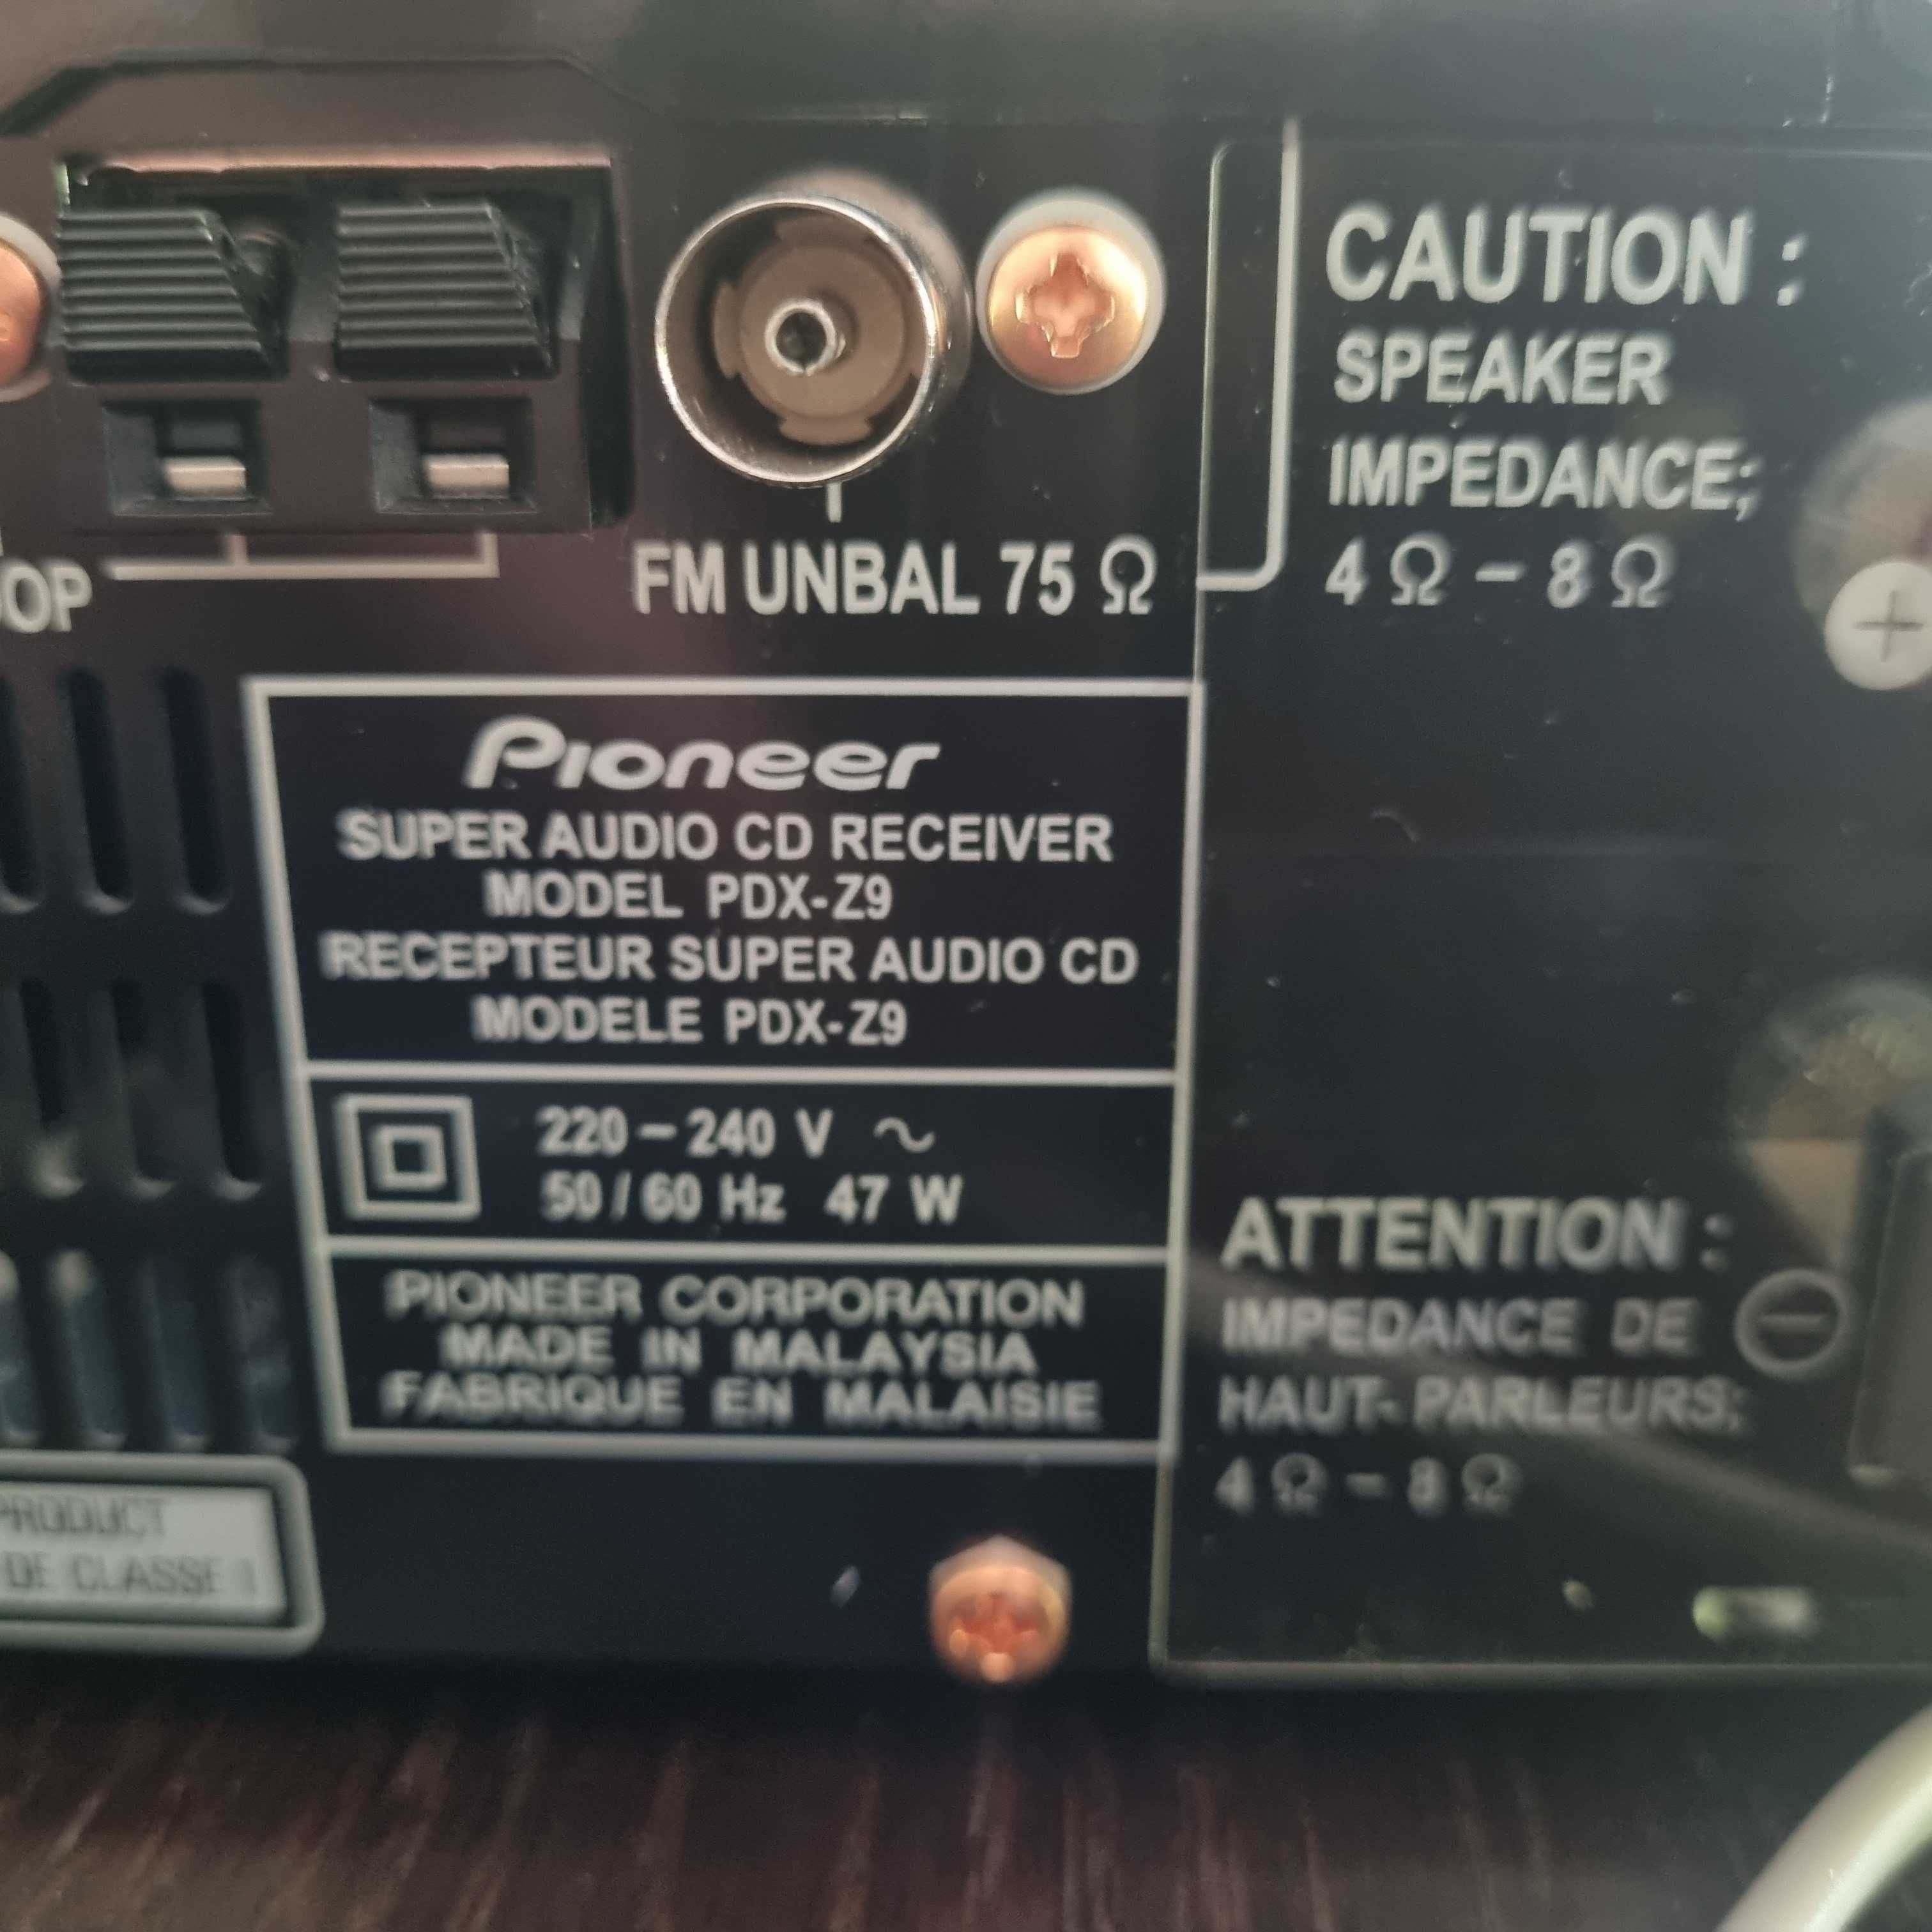 CAUTION :
SPEAKER
IMPEDANCE;
4 Ω – 8 Ω
OP
FM UNBAL 75 Ω
+
Pioneer
SUPER AUDIO CD RECEIVER
MODEL PDX-Z9
RECEPTEUR SUPER AUDIO CD
MODELE PDX-Z9
220 – 240 V ~
50 / 60 Hz 47 W
PIONEER CORPORATION
MADE IN MALAYSIA
FABRIQUE EN MALAISIE
ATTENTION :
IMPEDANCE DE
HAUT- PARLEURS;
4 Ω – 8 Ω
−
PRODUCT
DE CLASSE 1